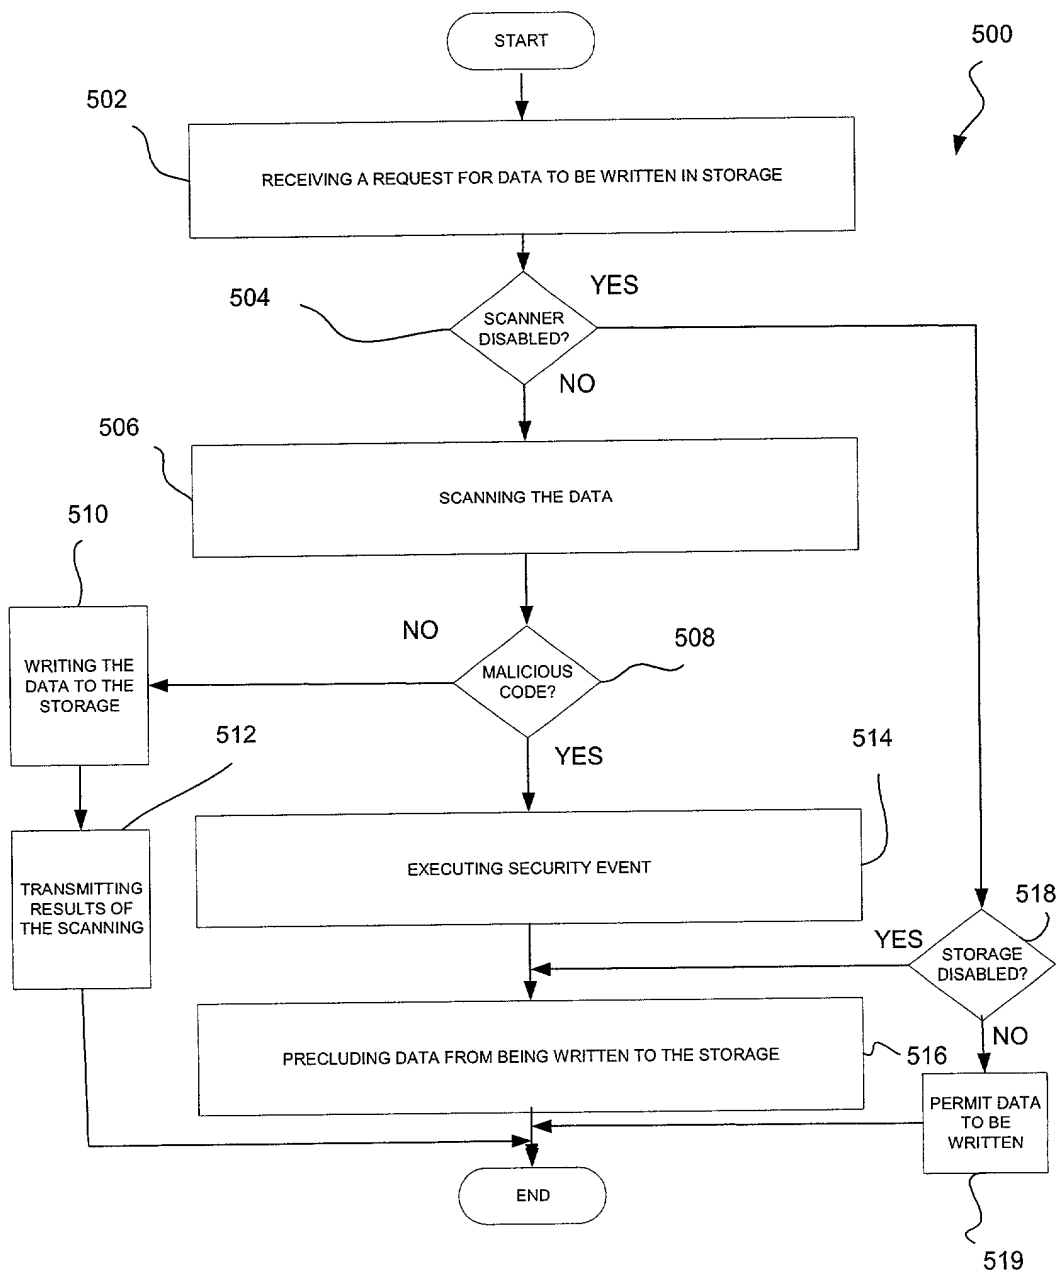 START
500
502
RECEIVING A REQUEST FOR DATA TO BE WRITTEN IN STORAGE
YES
504
SCANNER
DISABLED?
NO
506
SCANNING THE DATA
510
NO
508
MALICIOUS
CODE?
WRITING THE
DATA TO THE
STORAGE
YES
512
514
EXECUTING SECURITY EVENT
TRANSMITTING
RESULTS OF
THE SCANNING
518
YES
STORAGE
DISABLED?
NO
PRECLUDING DATA FROM BEING WRITTEN TO THE STORAGE
516
PERMIT DATA
TO BE
WRITTEN
END
519